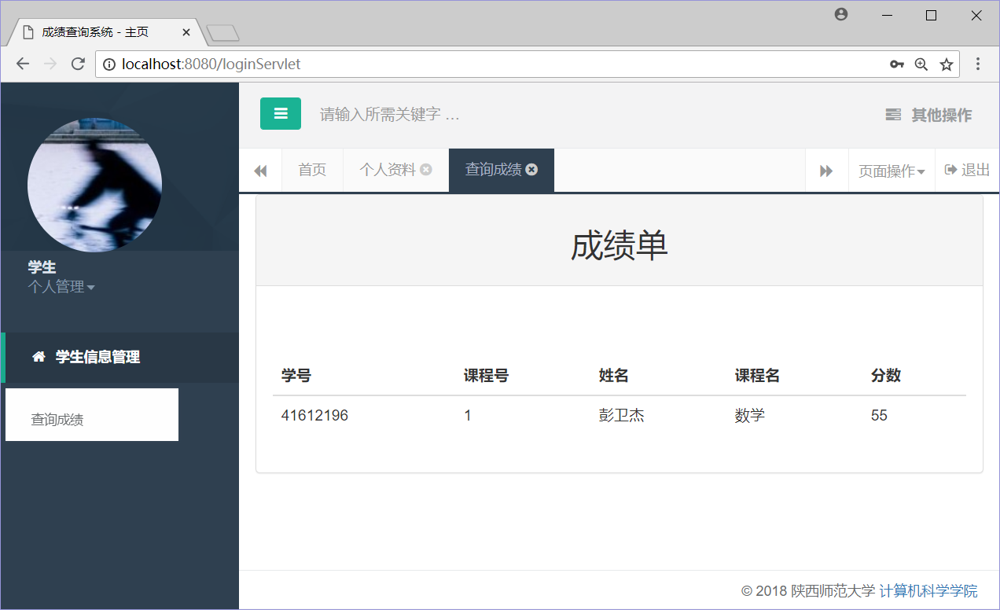 成绩查询系统 - 主页
localhost:8080/loginServlet
请输入所需关键字 …
其他操作
首页
个人资料
查询成绩
页面操作
退出
学生
个人管理
学生信息管理
查询成绩
成绩单
学号 课程号 姓名 课程名 分数
41612196 1 彭卫杰 数学 55
© 2018 陕西师范大学 计算机科学学院